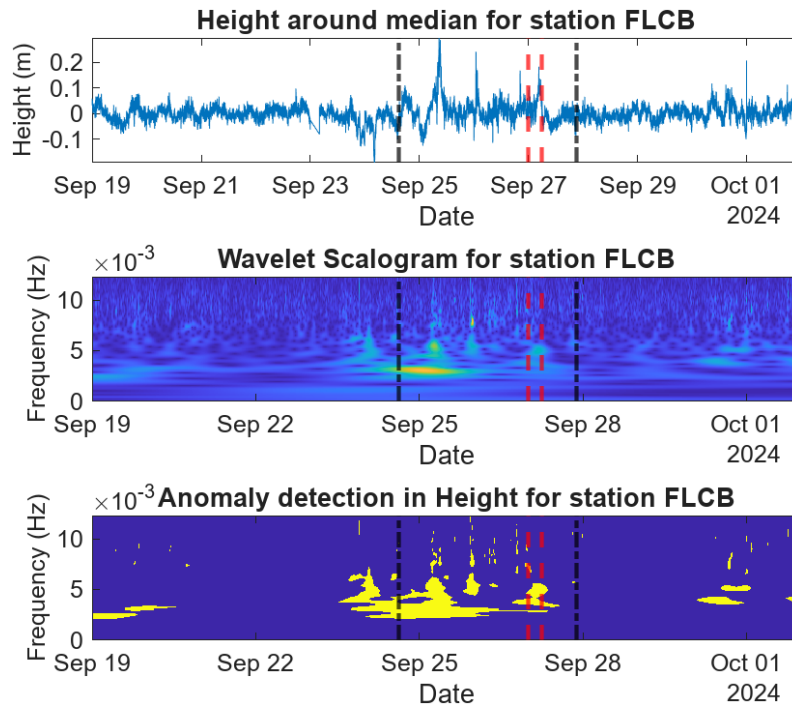 Height around median for station FLCB
Height (m)
0.2
0.1
0
-0.1
Sep 19 Sep 21 Sep 23 Sep 25 Sep 27 Sep 29 Oct 01
Date 2024
×10⁻³ Wavelet Scalogram for station FLCB
Frequency (Hz)
10
5
0
Sep 19 Sep 22 Sep 25 Sep 28 Oct 01
Date 2024
×10⁻³ Anomaly detection in Height for station FLCB
Frequency (Hz)
10
5
0
Sep 19 Sep 22 Sep 25 Sep 28 Oct 01
Date 2024